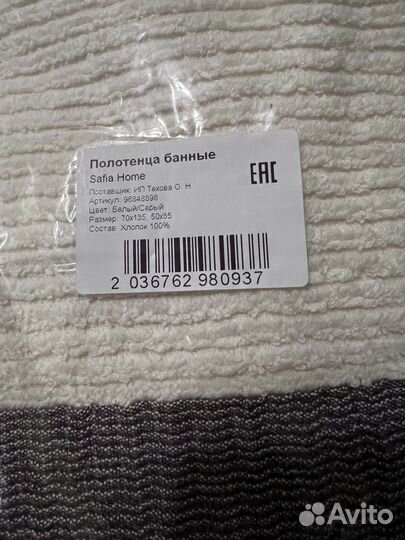 Полотенца банные
Safia Home
EAC
Поставщик: ИП Техова О. Н.
Артикул: 96848898
Цвет: Белый/Серый
Размер: 70х135, 50х85
Состав: Хлопок 100%
2 036762 980937
Avito